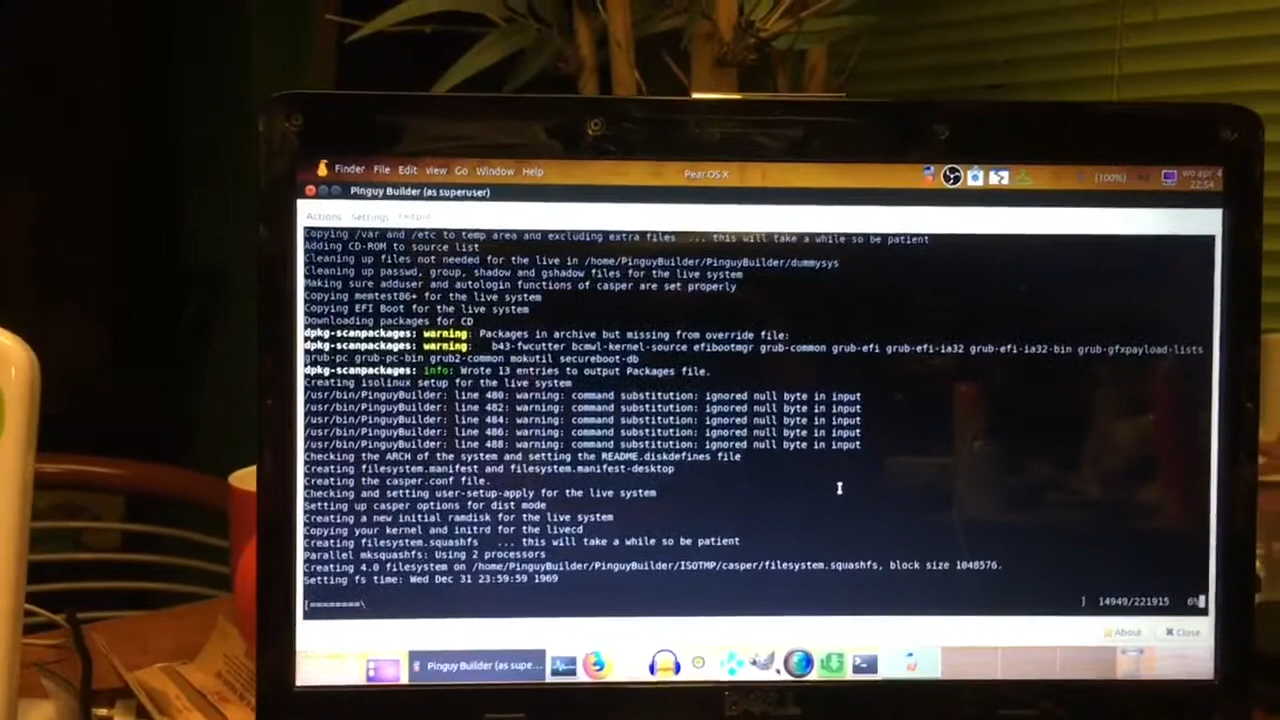 Finder File Edit View Go Window Help Pear OS X (100%) wo apr 4
22:54
Pinguy Builder (as superuser)
Actions Settings
Copying /var and /etc to temp area and excluding extra files ... this will take a while so be patient
Adding CD-ROM to source list
Cleaning up files not needed for the live in /home/PinguyBuilder/PinguyBuilder/dummysys
Cleaning up passwd, group, shadow and gshadow files for the live system
Making sure adduser and autologin functions of casper are set properly
Copying memtest86+ for the live system
Copying EFI Boot for the live system
Downloading packages for CD
dpkg-scanpackages: warning: Packages in archive but missing from override file:
dpkg-scanpackages: warning: b43-fwcutter bcmwl-kernel-source efibootmgr grub-common grub-efi grub-efi-ia32 grub-efi-ia32-bin grub-gfxpayload-lists
grub-pc grub-pc-bin grub2-common mokutil secureboot-db
dpkg-scanpackages: info: Wrote 13 entries to output Packages file.
Creating isolinux setup for the live system
/usr/bin/PinguyBuilder: line 480: warning: command substitution: ignored null byte in input
/usr/bin/PinguyBuilder: line 482: warning: command substitution: ignored null byte in input
/usr/bin/PinguyBuilder: line 484: warning: command substitution: ignored null byte in input
/usr/bin/PinguyBuilder: line 486: warning: command substitution: ignored null byte in input
/usr/bin/PinguyBuilder: line 488: warning: command substitution: ignored null byte in input
Checking the ARCH of the system and setting the README.diskdefines file
Creating filesystem.manifest and filesystem.manifest-desktop
Creating the casper.conf file.
Checking and setting user-setup-apply for the live system
Setting up casper options for dist mode
Creating a new initial ramdisk for the live system
Copying your kernel and initrd for the livecd
Creating filesystem.squashfs ... this will take a while so be patient
Parallel mksquashfs: Using 2 processors
Creating 4.0 filesystem on /home/PinguyBuilder/PinguyBuilder/ISOTMP/casper/filesystem.squashfs, block size 1048576.
Setting fs time: Wed Dec 31 23:59:59 1969
[========\ ] 14949/221915 6%
About Close
Pinguy Builder (as supe...
DELL